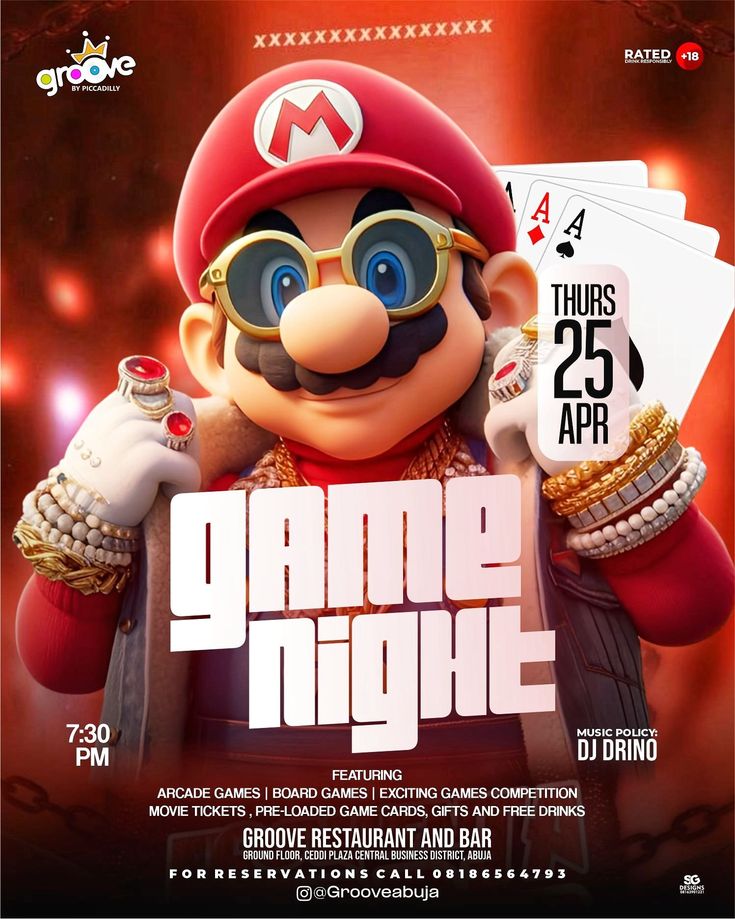 XXXXXXXXXXXXXXXX
groove
BY PICCADILLY
RATED +18
DRINK RESPONSIBLY
M
A A A
THURS
25
APR
game
night
7:30
PM
MUSIC POLICY:
DJ DRINO
FEATURING
ARCADE GAMES | BOARD GAMES | EXCITING GAMES COMPETITION
MOVIE TICKETS , PRE-LOADED GAME CARDS, GIFTS AND FREE DRINKS
GROOVE RESTAURANT AND BAR
GROUND FLOOR, CEDDI PLAZA CENTRAL BUSINESS DISTRICT, ABUJA
FOR RESERVATIONS CALL 08186564793
@Grooveabuja
SG
DESIGNS